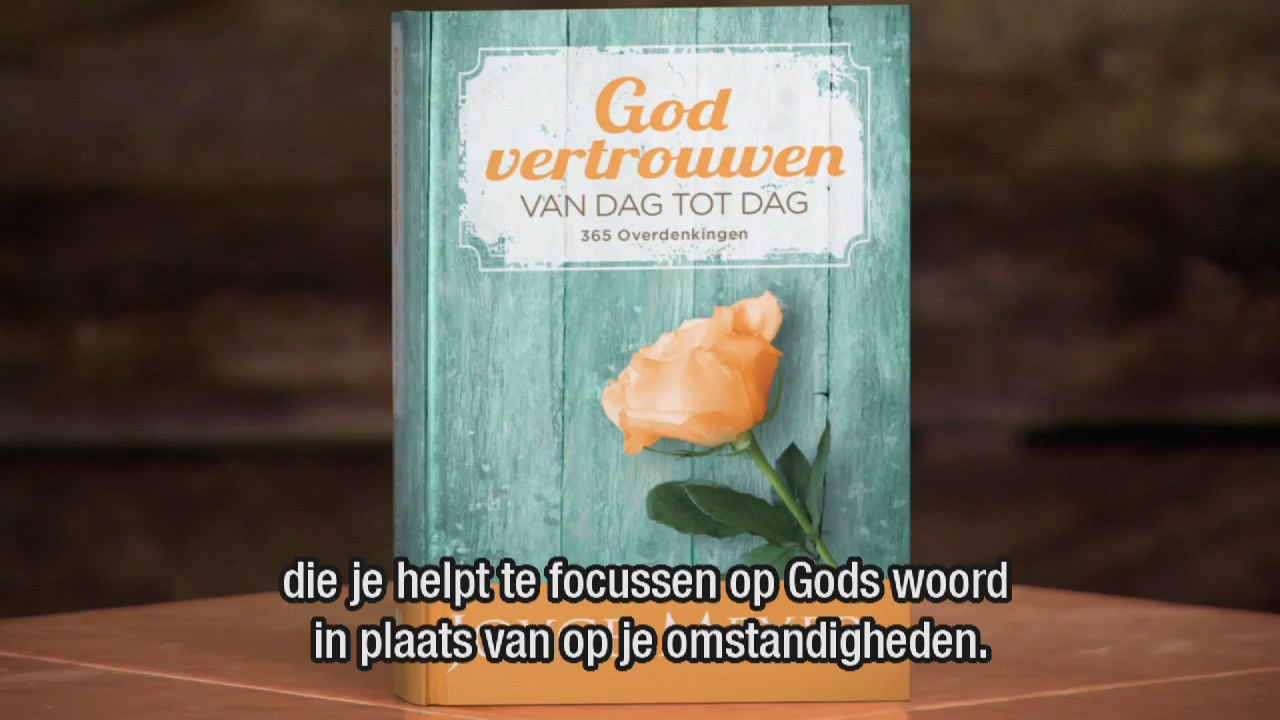 God
vertrouwen
VAN DAG TOT DAG
365 Overdenkingen
die je helpt te focussen op Gods woord
in plaats van op je omstandigheden.